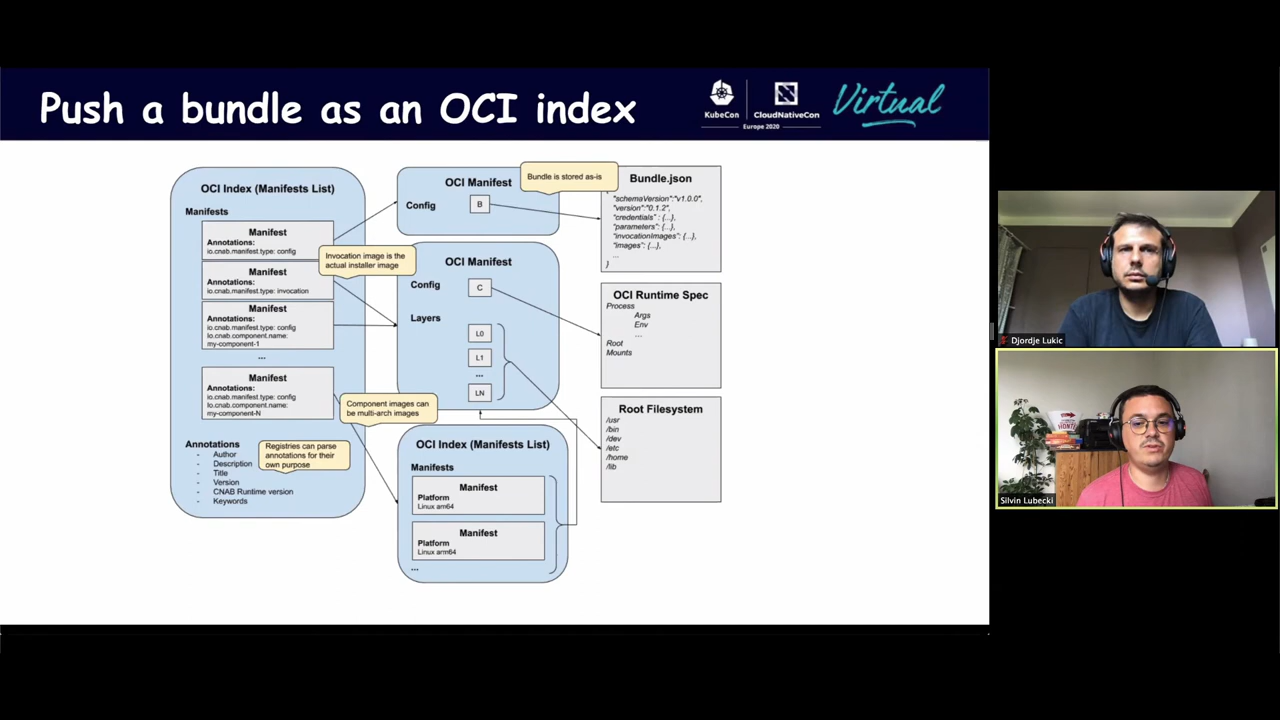 Push a bundle as an OCI index
KubeCon
CloudNativeCon
Europe 2020
Virtual
OCI Index (Manifests List)
Manifests
Manifest
Annotations:
io.cnab.manifest.type: config
Manifest
Annotations:
io.cnab.manifest.type: invocation
Manifest
Annotations:
io.cnab.manifest.type: config
Io.cnab.component.name:
my-component-1
...
Manifest
Annotations:
io.cnab.manifest.type: config
Io.cnab.component.name:
my-component-N
Annotations
- Author
- Description
- Title
- Version
- CNAB Runtime version
- Keywords
Registries can parse
annotations for their
own purpose
Invocation image is the
actual installer image
Component images can
be multi-arch images
OCI Manifest
Config
B
Bundle is stored as-is
OCI Manifest
Config
C
Layers
L0
L1
...
LN
OCI Index (Manifests List)
Manifests
Manifest
Platform
Linux am64
Manifest
Platform
Linux arm64
...
Bundle.json
{
"schemaVersion":"v1.0.0",
"version":"0.1.2",
"credentials" : {...},
"parameters": {...},
"invocationImages": {...},
"images": {...},
...
}
OCI Runtime Spec
Process
Args
Env
...
Root
Mounts
Root Filesystem
/usr
/bin
/dev
/etc
/home
/lib
Djordje Lukic
Silvin Lubecki